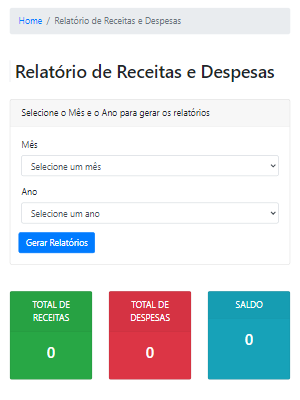 Home / Relatório de Receitas e Despesas
Relatório de Receitas e Despesas
Selecione o Mês e o Ano para gerar os relatórios
Mês
Selecione um mês
Ano
Selecione um ano
Gerar Relatórios
TOTAL DE
RECEITAS
0
TOTAL DE
DESPESAS
0
SALDO
0